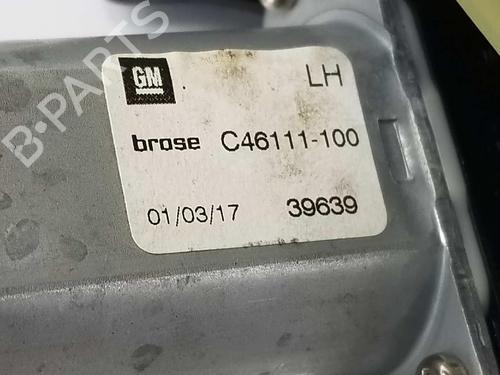 GM LH
brose C46111-100
01/03/17 39639
B-PARTS